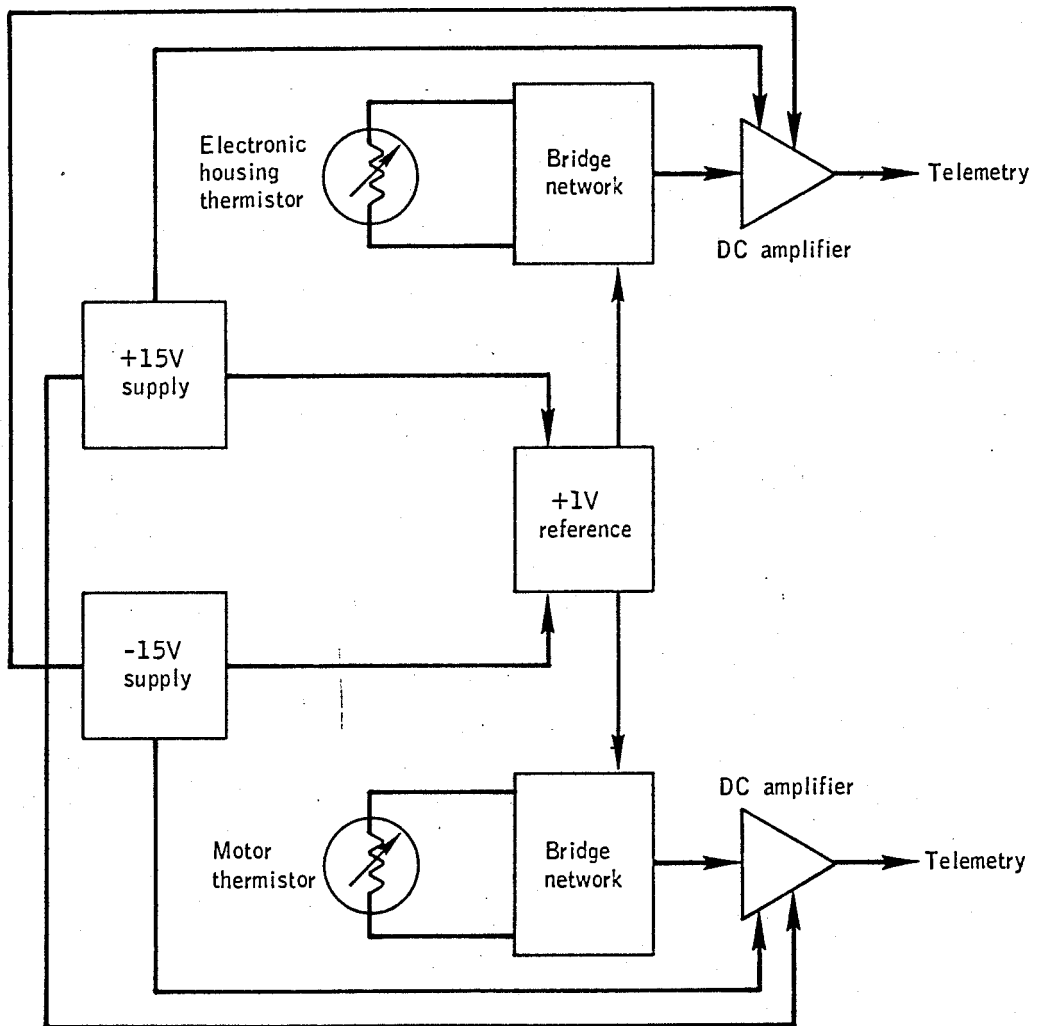 Electronic
housing
thermistor
Bridge
network
Telemetry
DC amplifier
+15V
supply
+1V
reference
-15V
supply
DC amplifier
Motor
thermistor
Bridge
network
Telemetry